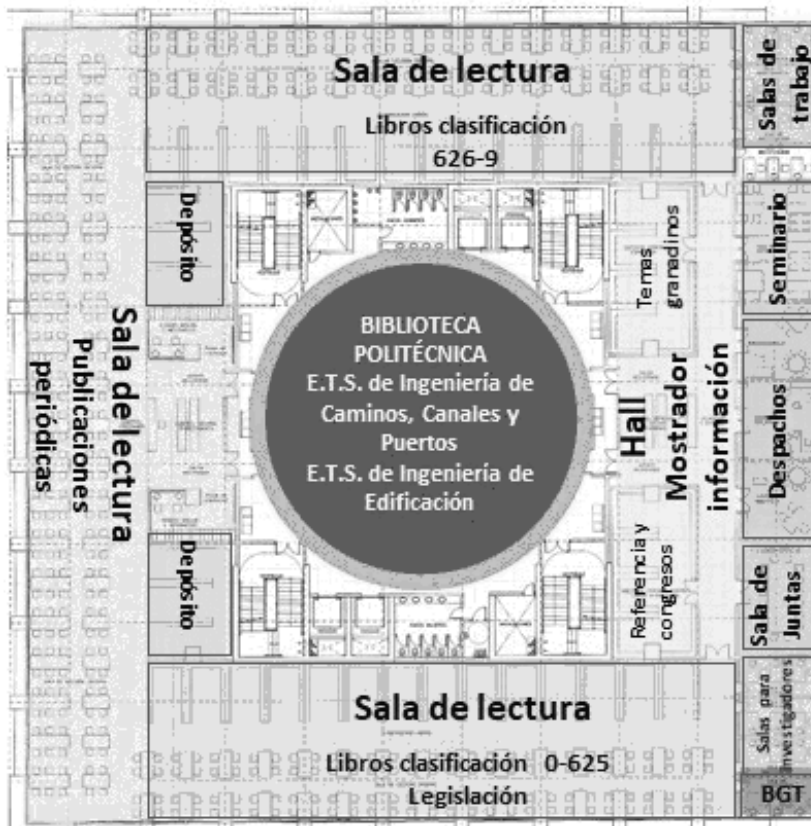 Sala de lectura
Libros clasificación
626-9
Salas de
trabajo
Depósito
Temas
granadinos
Seminario
Sala de lectura
Publicaciones
periódicas
BIBLIOTECA
POLITÉCNICA
E.T.S. de Ingeniería de
Caminos, Canales y
Puertos
E.T.S. de Ingeniería de
Edificación
Hall
Mostrador
información
Despachos
Depósito
Referencia y
congresos
Sala de
Juntas
Sala de lectura
Libros clasificación 0-625
Legislación
Salas para
investigadores
BGT